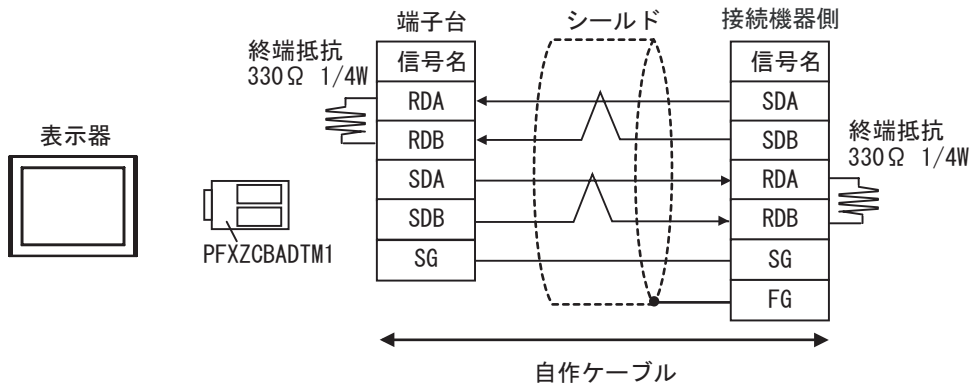 端子台
シールド
接続機器側
終端抵抗
330Ω 1/4W
信号名
信号名
RDA
SDA
表示器
RDB
SDB
終端抵抗
330Ω 1/4W
SDA
RDA
SDB
RDB
PFXZCBADTM1
SG
SG
FG
自作ケーブル